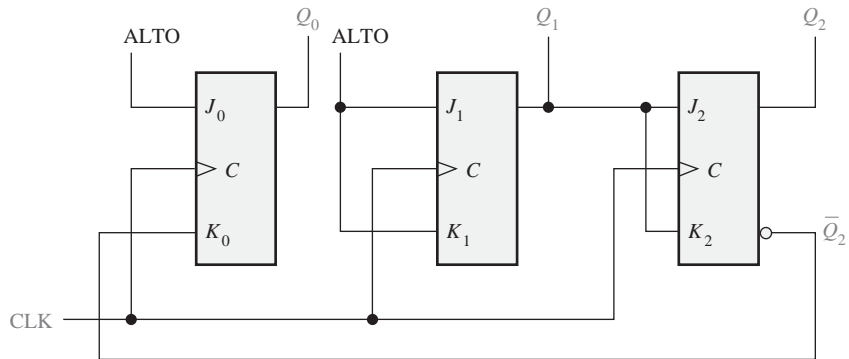 Q₀
Q₁
Q₂
ALTO
ALTO
J₀
J₁
J₂
C
C
C
K₀
K₁
K₂
Q̅₂
CLK